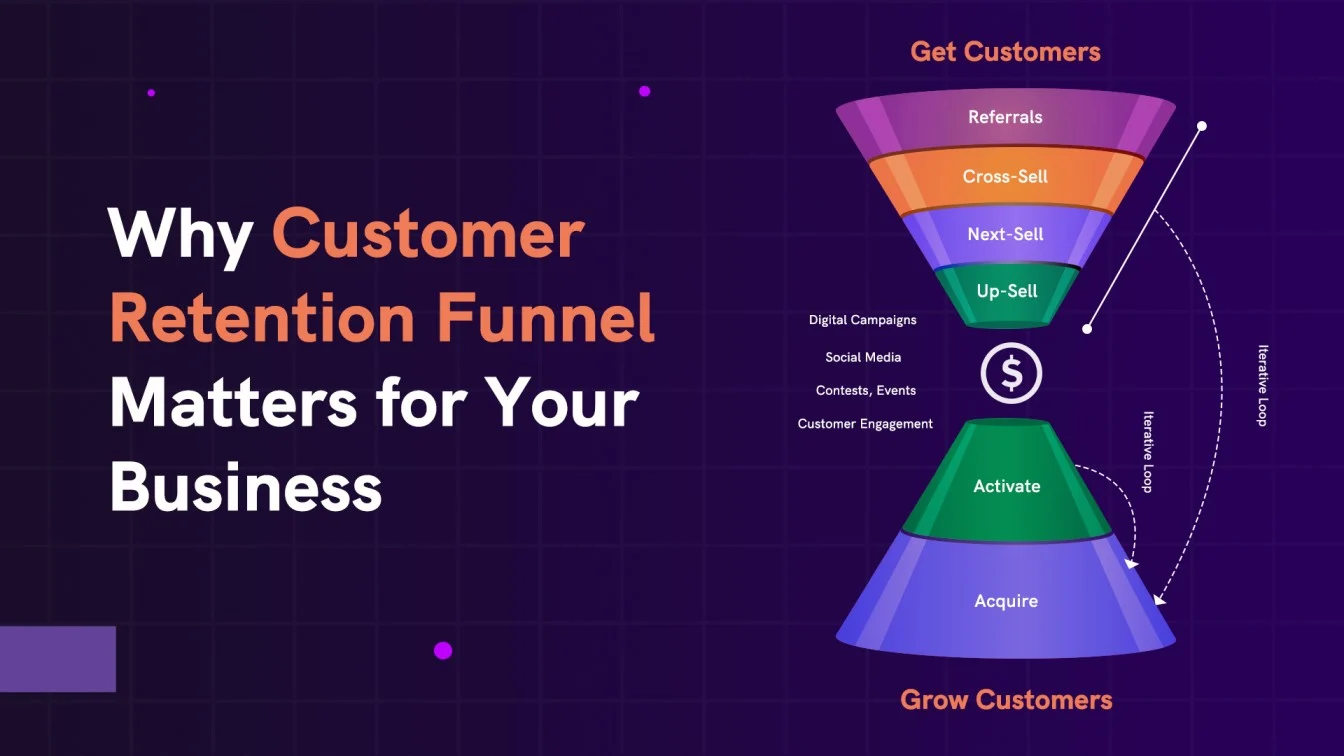 Why Customer
Retention Funnel
Matters for Your
Business
Get Customers
Referrals
Cross-Sell
Next-Sell
Up-Sell
Digital Campaigns
Social Media
Contests, Events
Customer Engagement
$
Activate
Acquire
Iterative Loop
Iterative Loop
Grow Customers